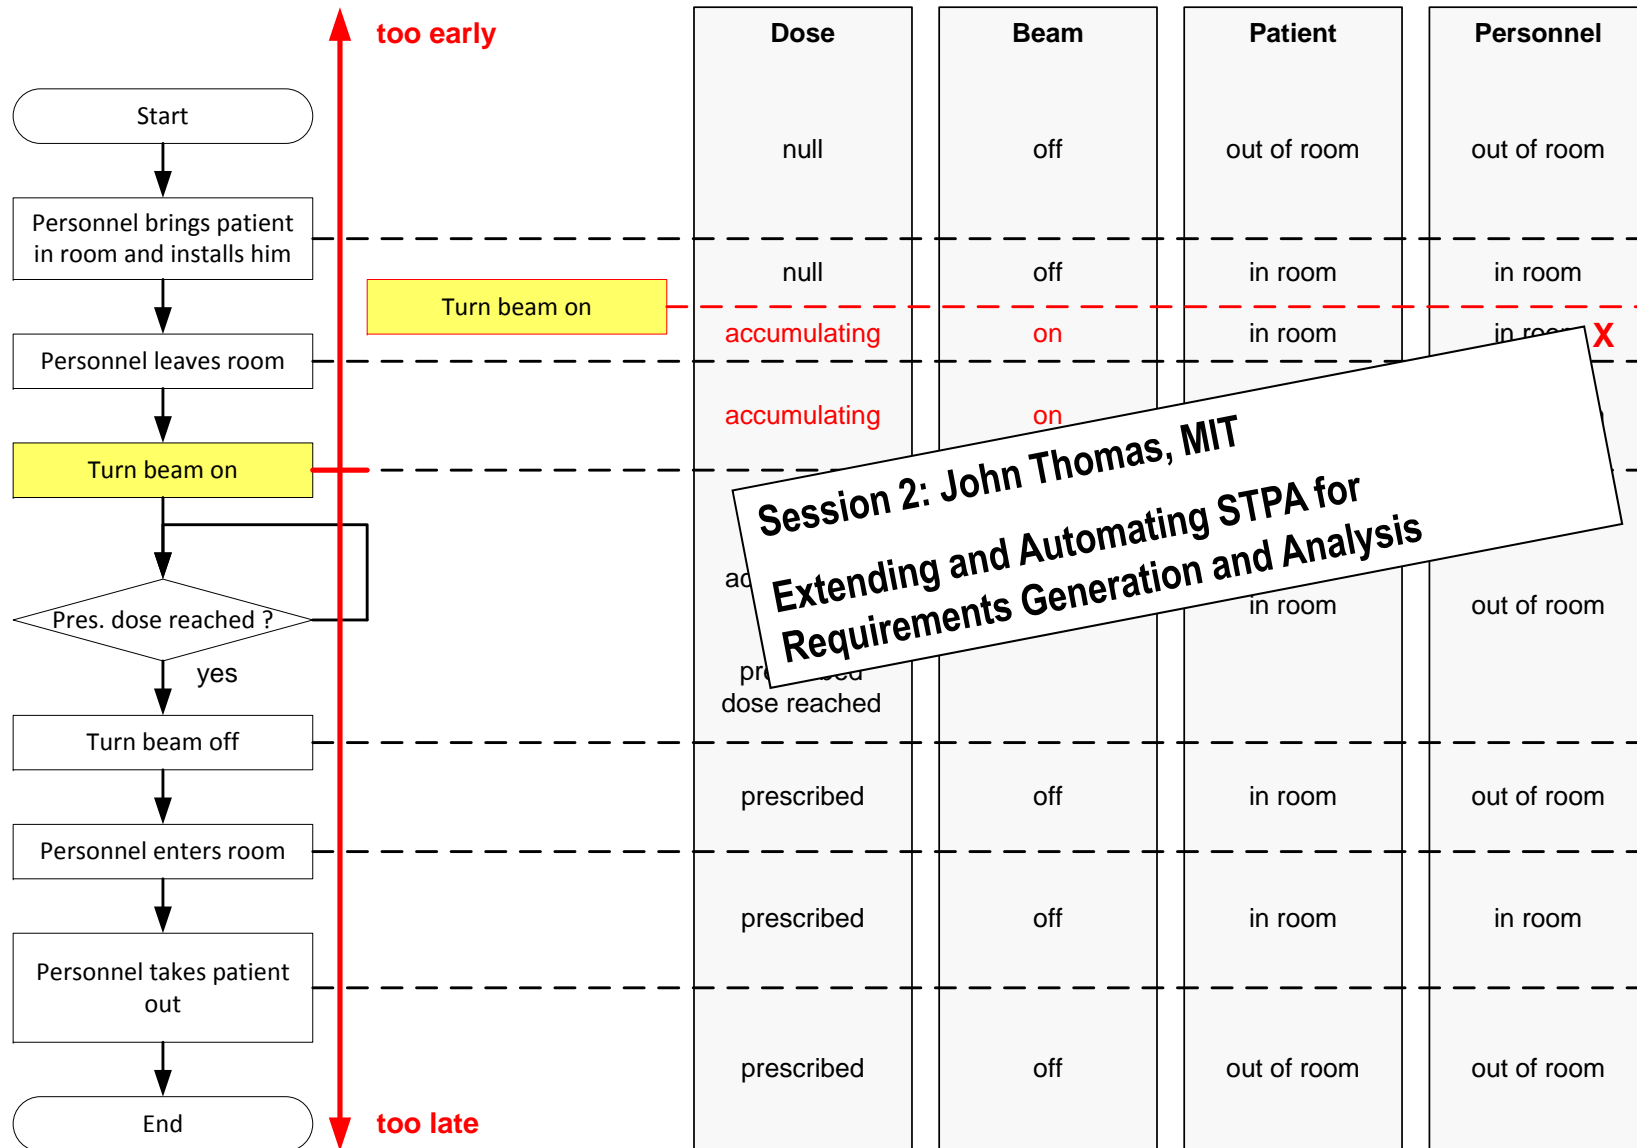 too early
Dose Beam Patient Personnel
Start
null off out of room out of room
Personnel brings patient
in room and installs him
null off in room in room
Turn beam on
accumulating on in room in room X
Personnel leaves room
accumulating on
Turn beam on
Session 2: John Thomas, MIT
Extending and Automating STPA for
Requirements Generation and Analysis
in room out of room
Pres. dose reached ?
yes
dose reached
Turn beam off
prescribed off in room out of room
Personnel enters room
prescribed off in room in room
Personnel takes patient
out
prescribed off out of room out of room
End
too late